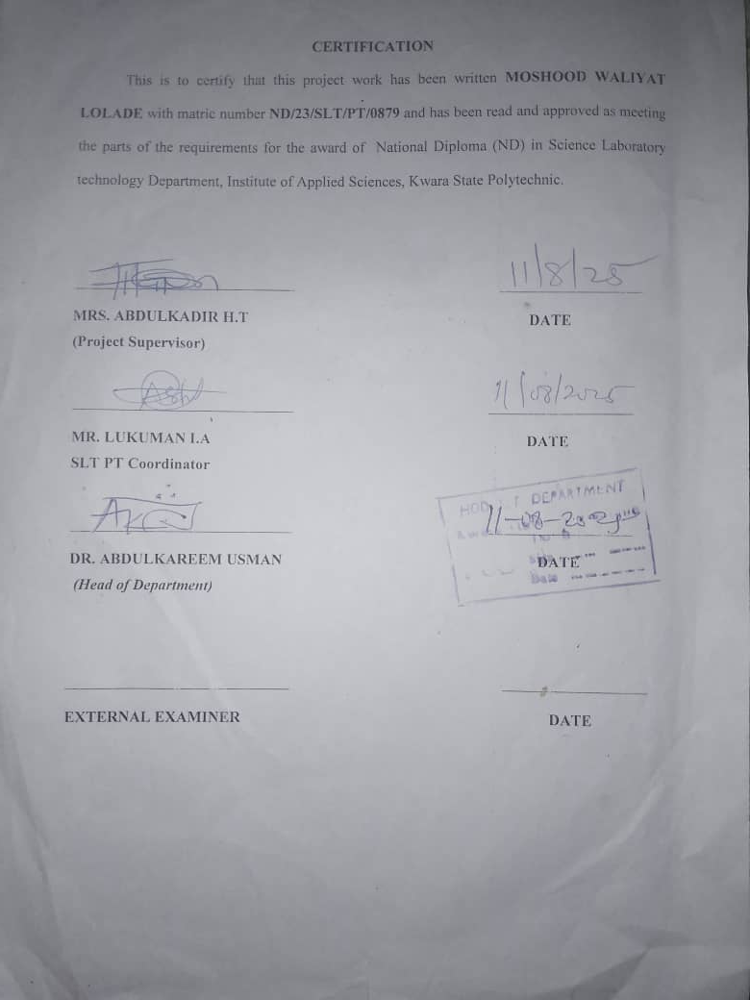 CERTIFICATION
This is to certify that this project work has been written MOSHOOD WALIYAT
LOLADE with matric number ND/23/SLT/PT/0879 and has been read and approved as meeting
the parts of the requirements for the award of National Diploma (ND) in Science Laboratory
technology Department, Institute of Applied Sciences, Kwara State Polytechnic.
11/8/25
MRS. ABDULKADIR H.T DATE
(Project Supervisor)
11/08/2025
MR. LUKUMAN I.A DATE
SLT PT Coordinator
HOD DEPARTMENT
11-08-2025
DR. ABDULKAREEM USMAN DATE
(Head of Department)
Date
EXTERNAL EXAMINER DATE